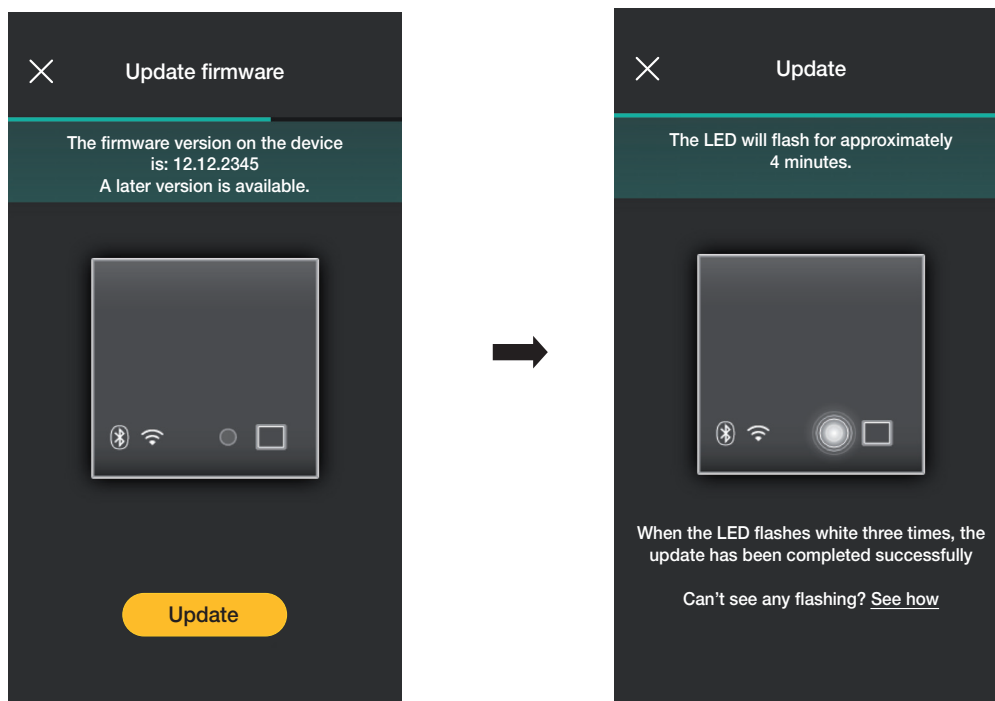 Update firmware
The firmware version on the device
is: 12.12.2345
A later version is available.
Update
Update
The LED will flash for approximately
4 minutes.
When the LED flashes white three times, the
update has been completed successfully
Can't see any flashing? See how